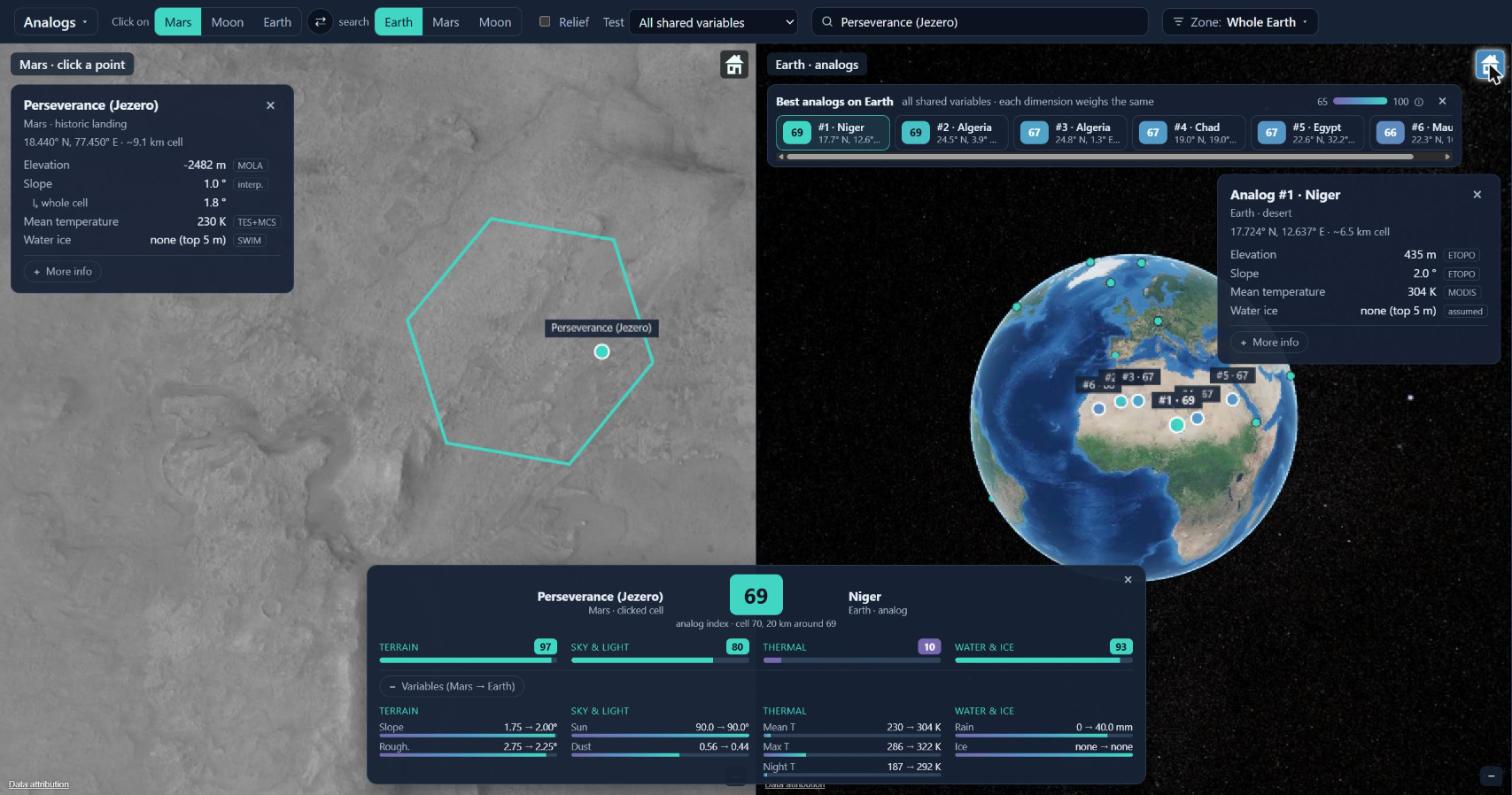 Analogs Click on Mars Moon Earth search Earth Mars Moon Relief Test All shared variables Perseverance (Jezero) Zone: Whole Earth
Mars · click a point
Perseverance (Jezero)
Mars · historic landing
18.440° N, 77.450° E · ~9.1 km cell
Elevation -2482 m MOLA
Slope 1.0 ° interp.
whole cell 1.8 °
Mean temperature 230 K TES+MCS
Water ice none (top 5 m) SWIM
+ More info
Perseverance (Jezero)
Data attribution
Earth · analogs
Best analogs on Earth all shared variables · each dimension weighs the same 65 100
69 #1 · Niger 17.7° N, 12.6°...
69 #2 · Algeria 24.5° N, 3.9° ...
67 #3 · Algeria 24.8° N, 1.3° E...
67 #4 · Chad 19.0° N, 19.0°...
67 #5 · Egypt 22.6° N, 32.2°...
66 #6 · Mau 22.3° N, 1
Analog #1 · Niger
Earth · desert
17.724° N, 12.637° E · ~6.5 km cell
Elevation 435 m ETOPO
Slope 2.0 ° ETOPO
Mean temperature 304 K MODIS
Water ice none (top 5 m) assumed
+ More info
#2 #3 · 67 #5 · 67
#6 ·
#1 · 69 67
Perseverance (Jezero) 69 Niger
Mars · clicked cell Earth · analog
analog index · cell 70, 20 km around 69
TERRAIN 97 SKY & LIGHT 80 THERMAL 10 WATER & ICE 93
− Variables (Mars → Earth)
TERRAIN SKY & LIGHT THERMAL WATER & ICE
Slope 1.75 → 2.00° Sun 90.0 → 90.0° Mean T 230 → 304 K Rain 0 → 40.0 mm
Rough. 2.75 → 2.25° Dust 0.56 → 0.44 Max T 286 → 322 K Ice none → none
Night T 187 → 292 K
Data attribution